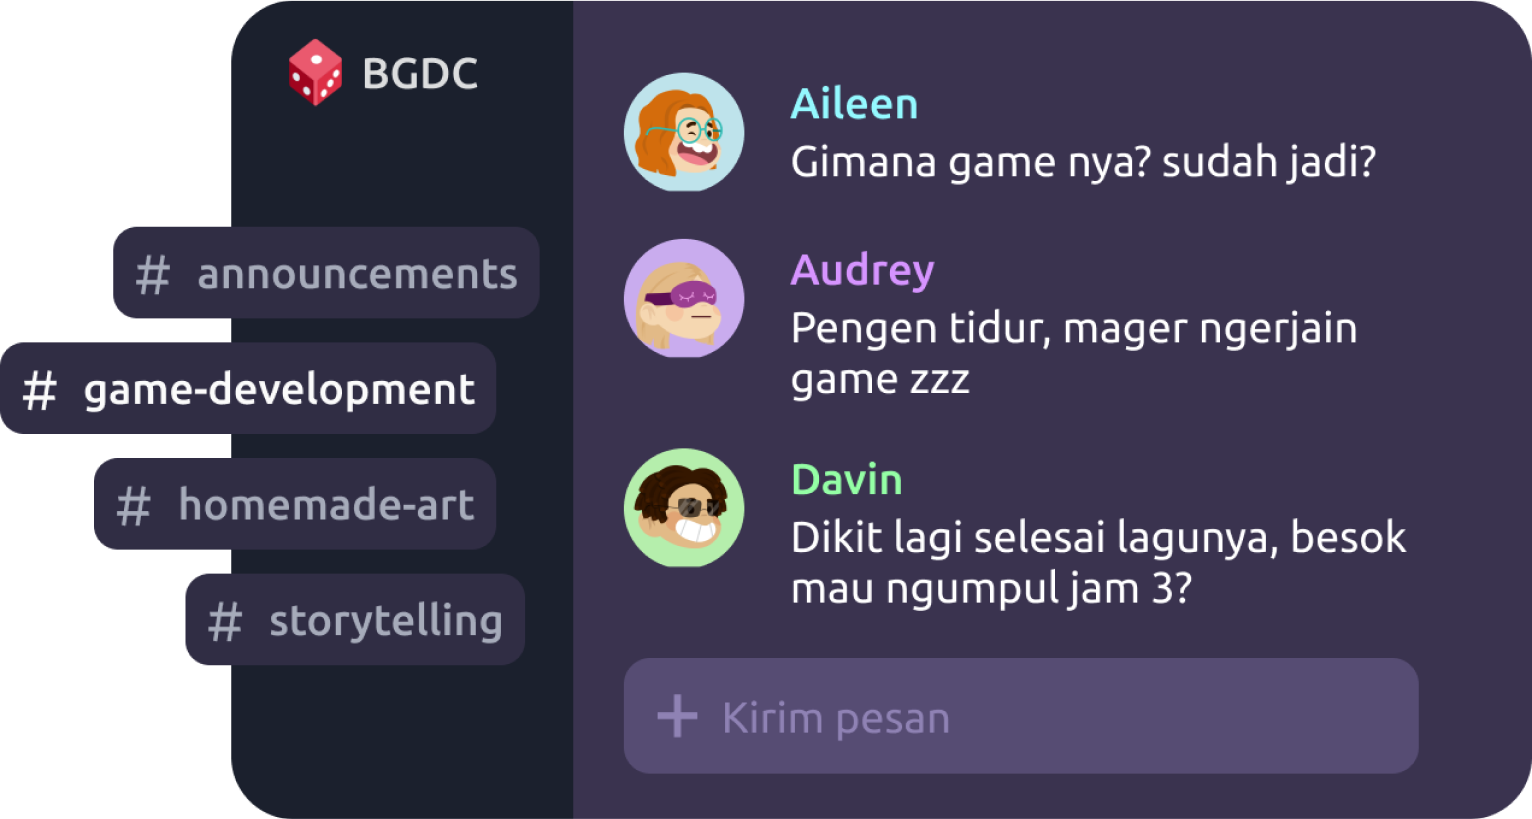 BGDC
# announcements
# game-development
# homemade-art
# storytelling
Aileen
Gimana game nya? sudah jadi?
Audrey
Pengen tidur, mager ngerjain
game zzz
Davin
Dikit lagi selesai lagunya, besok
mau ngumpul jam 3?
+ Kirim pesan